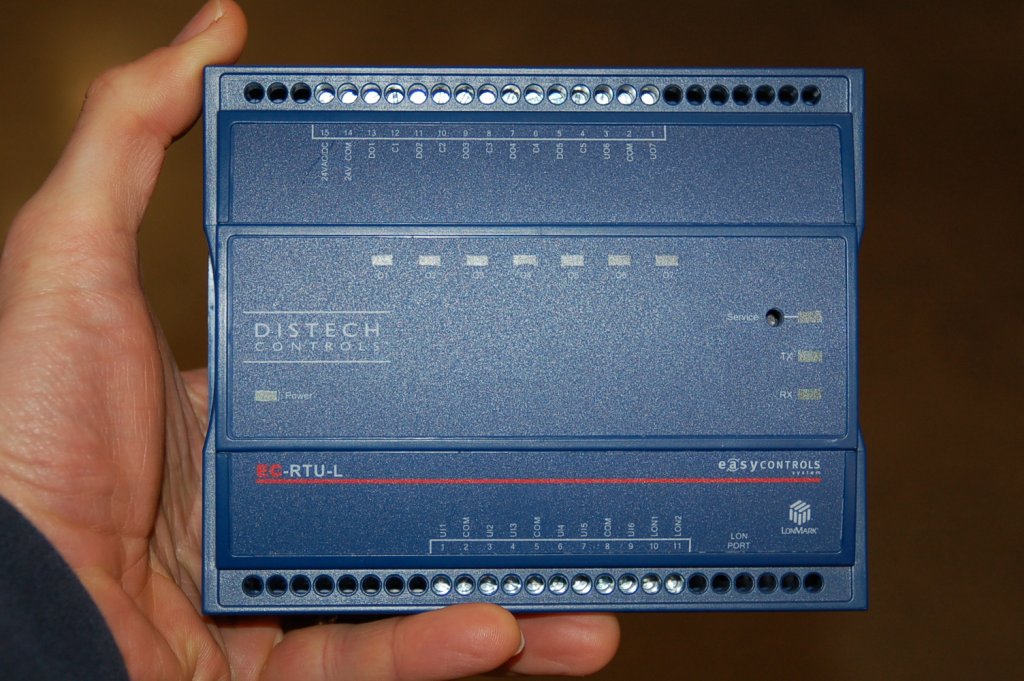 15 14 13 12 11 10 9 8 7 6 5 4 3 2 1
24VAC/DC 24V COM DO1 C1 DO2 C2 DO3 C3 DO4 C4 DO5 C5 UO6 COM UO7
DISTECH
CONTROLS
Service
TX
Power
RX
EC-RTU-L
easyCONTROLS
system
LONMARK
UI1 COM UI2 UI3 COM UI4 UI5 COM UI6 LON1 LON2
1 2 3 4 5 6 7 8 9 10 11
LON
PORT